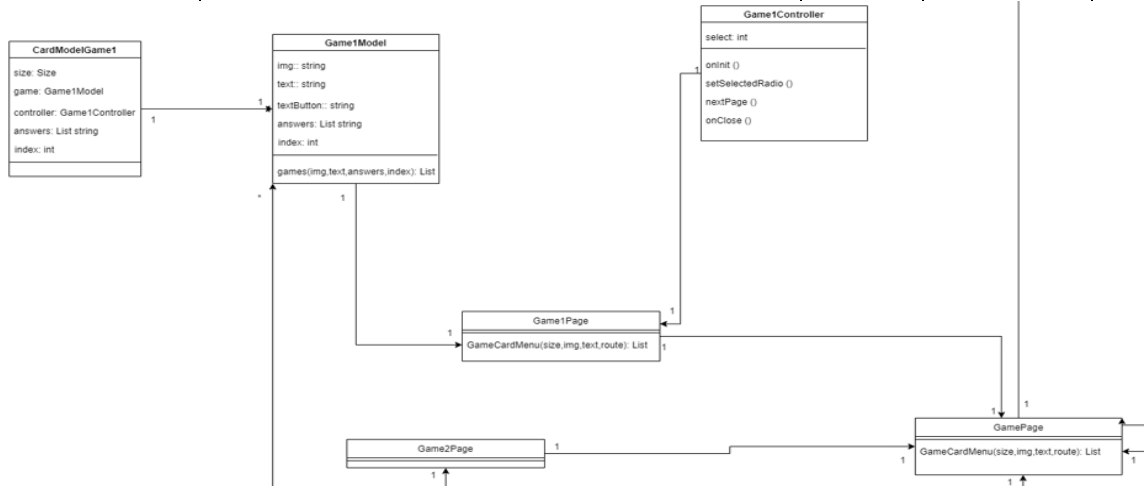 CardModelGame1
size: Size
game: Game1Model
controller: Game1Controller
answers: List string
index: int
1
1
Game1Model
img:: string
text:: string
textButton:: string
answers: List string
index: int
games(img,text,answers,index): List
*
1
Game1Controller
select: int
onInit ()
setSelectedRadio ()
nextPage ()
onClose ()
1
1
1
Game1Page
GameCardMenu(size,img,text,route): List
1
1
1
Game2Page
1
1
GamePage
GameCardMenu(size,img,text,route): List
1
1
1